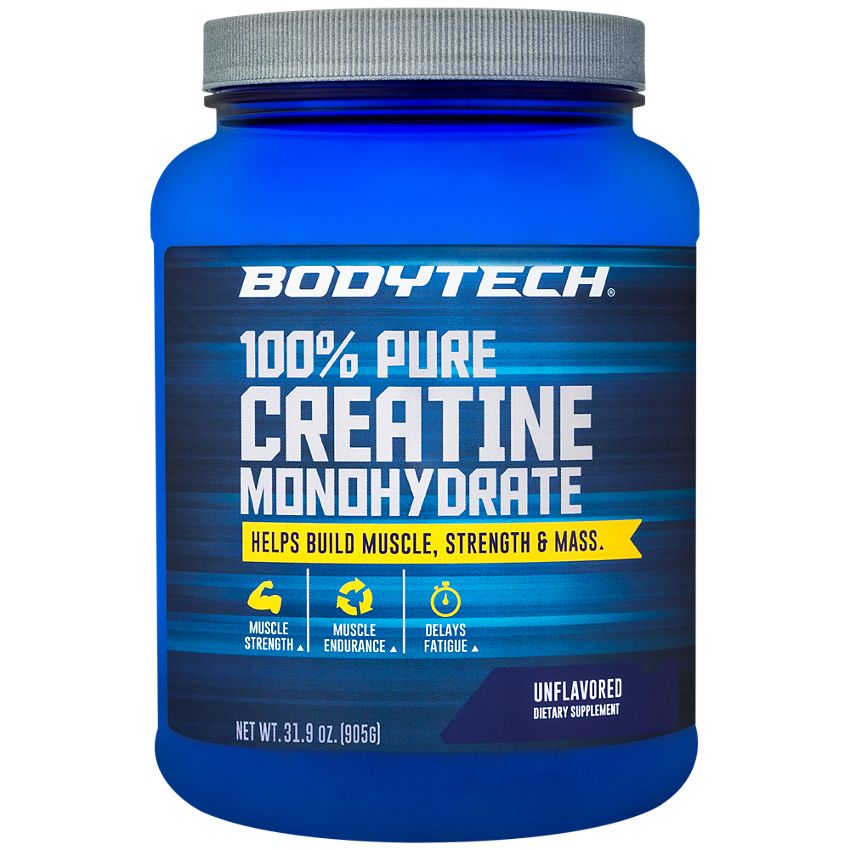 BODYTECH®
100% PURE
CREATINE
MONOHYDRATE
HELPS BUILD MUSCLE, STRENGTH & MASS▲
MUSCLE
STRENGTH ▲
MUSCLE
ENDURANCE ▲
DELAYS
FATIGUE ▲
UNFLAVORED
DIETARY SUPPLEMENT
NET WT. 31.9 oz. (905G)